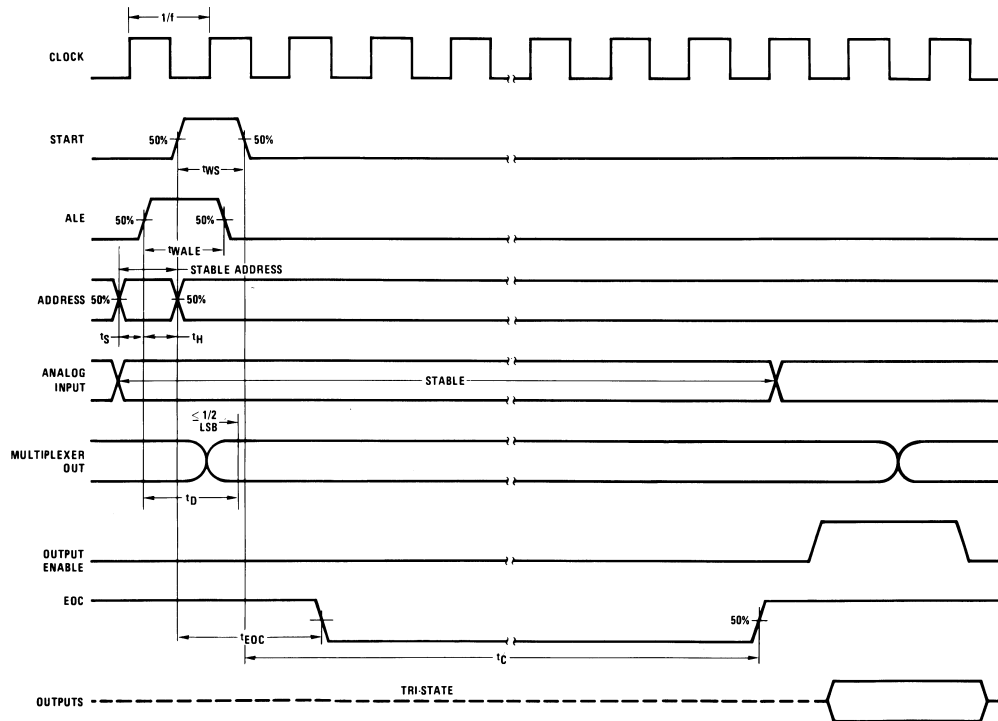 1/f
CLOCK
START
50%
50%
tWS
ALE
50%
50%
tWALE
STABLE ADDRESS
ADDRESS
50%
50%
tS
tH
ANALOG
INPUT
STABLE
≤ 1/2
LSB
MULTIPLEXER
OUT
tD
OUTPUT
ENABLE
EOC
50%
tEOC
tC
TRI-STATE
OUTPUTS